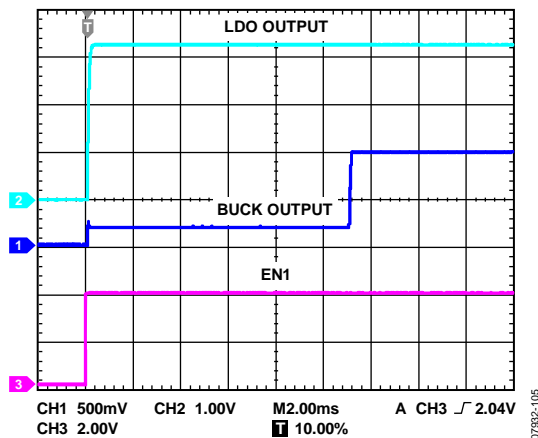 T
LDO OUTPUT
2
BUCK OUTPUT
1
EN1
3
CH1 500mV CH2 1.00V M2.00ms A CH3 2.04V
CH3 2.00V T 10.00%
07932-105